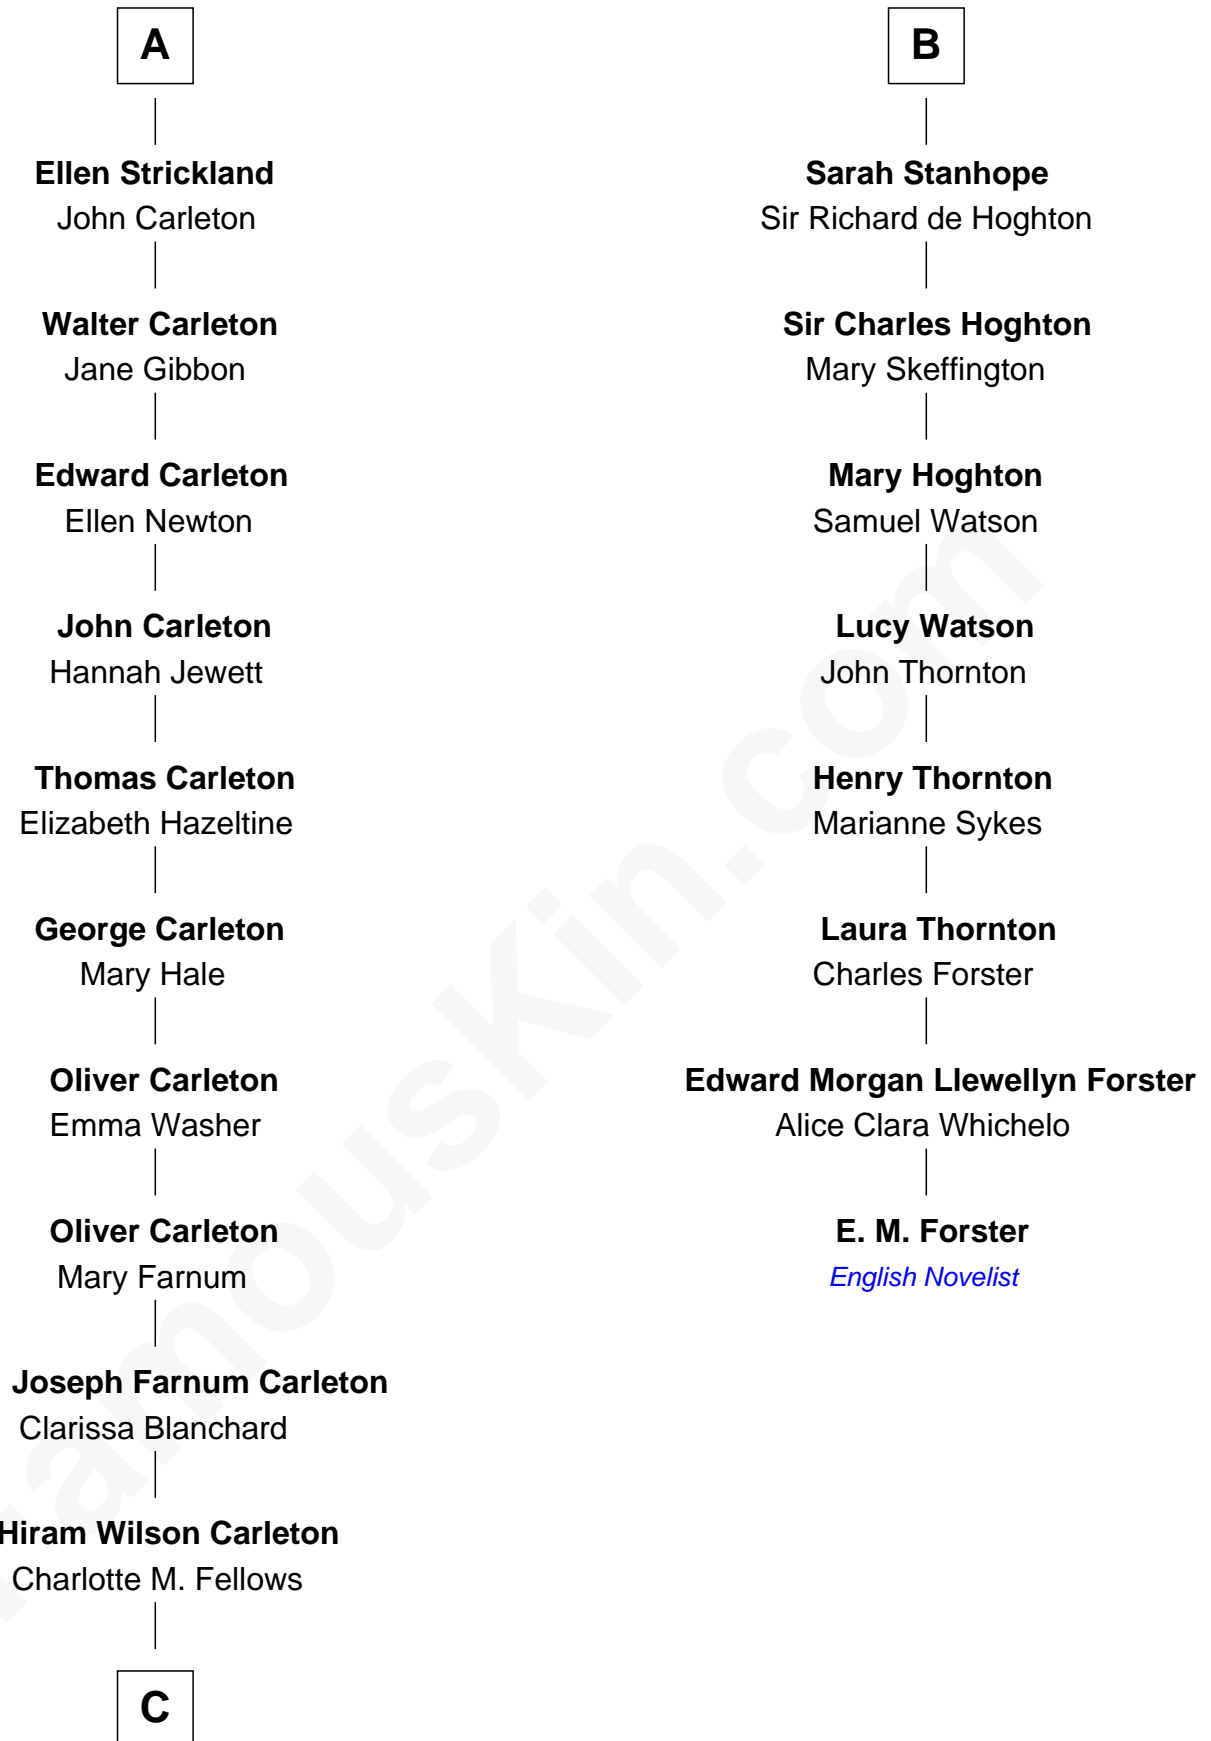 A
Ellen Strickland
John Carleton
Walter Carleton
Jane Gibbon
Edward Carleton
Ellen Newton
John Carleton
Hannah Jewett
Thomas Carleton
Elizabeth Hazeltine
George Carleton
Mary Hale
Oliver Carleton
Emma Washer
Oliver Carleton
Mary Farnum
Joseph Farnum Carleton
Clarissa Blanchard
Hiram Wilson Carleton
Charlotte M. Fellows
C
B
Sarah Stanhope
Sir Richard de Hoghton
Sir Charles Hoghton
Mary Skeffington
Mary Hoghton
Samuel Watson
Lucy Watson
John Thornton
Henry Thornton
Marianne Sykes
Laura Thornton
Charles Forster
Edward Morgan Llewellyn Forster
Alice Clara Whichelo
E. M. Forster
English Novelist
FamousKin.com